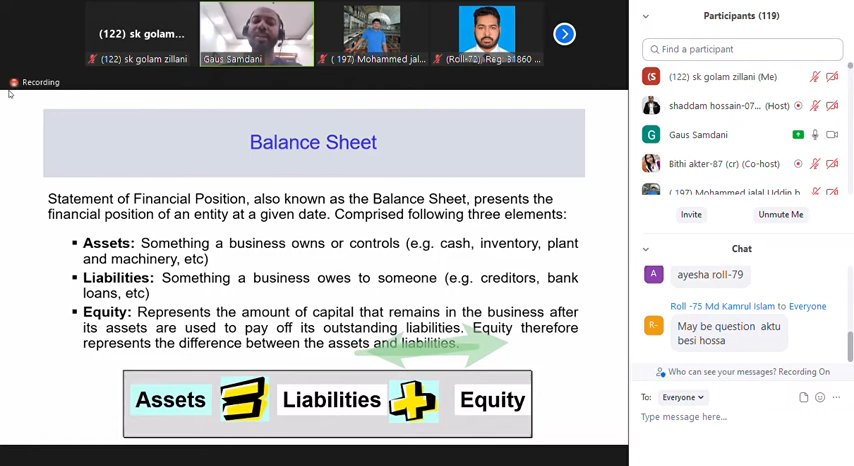 (122) sk golam...
(122) sk golam zillani
Gaus Samdani
( 197) Mohammed jal...
(Roll-72), Reg: 31860 ...
Recording
Balance Sheet
Statement of Financial Position, also known as the Balance Sheet, presents the
financial position of an entity at a given date. Comprised following three elements:
▪ Assets: Something a business owns or controls (e.g. cash, inventory, plant
and machinery, etc)
▪ Liabilities: Something a business owes to someone (e.g. creditors, bank
loans, etc)
▪ Equity: Represents the amount of capital that remains in the business after
its assets are used to pay off its outstanding liabilities. Equity therefore
represents the difference between the assets and liabilities.
Assets = Liabilities + Equity
Participants (119)
Find a participant
(S (122) sk golam zillani (Me)
shaddam hossain-07... (Host)
G Gaus Samdani
Bithi akter-87 (cr) (Co-host)
( 197) Mohammed jalal Uddin b
Invite Unmute Me
Chat
A ayesha roll-79
Roll -75 Md Kamrul Islam to Everyone
R- May be question aktu
besi hossa
Who can see your messages? Recording On
To: Everyone
Type message here...